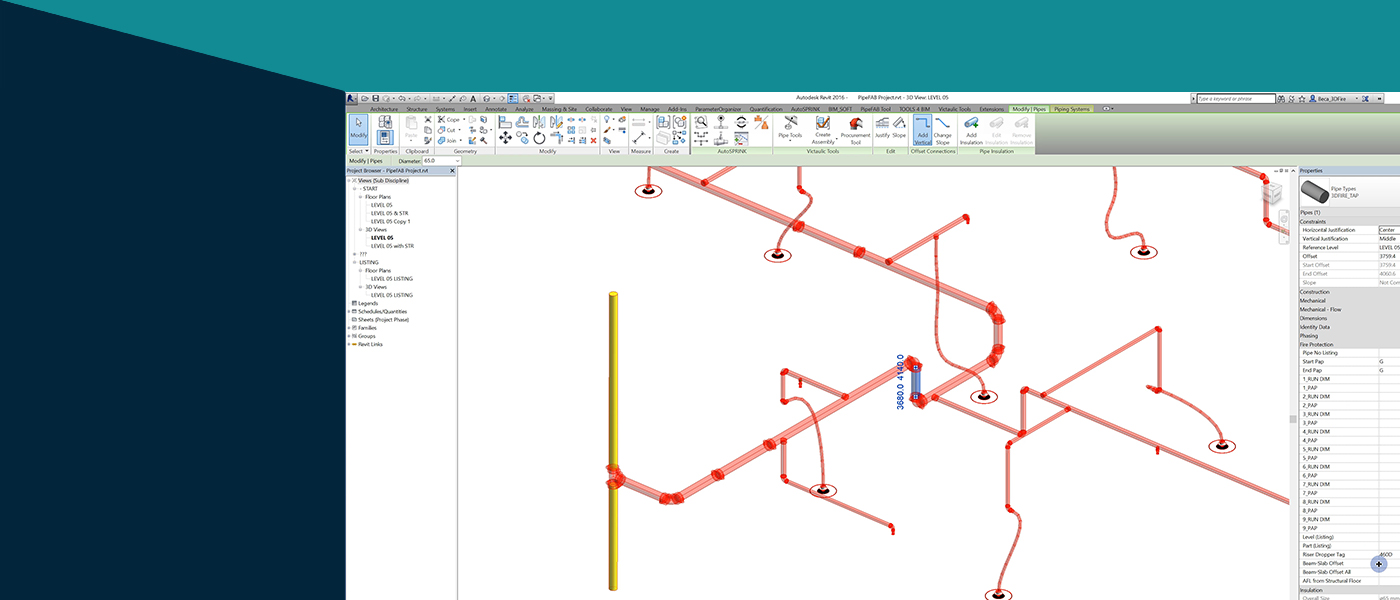 Autodesk Revit 2016 - PipeFAB Project.rvt - 3D View: LEVEL 05
Type a keyword or phrase
Beca_3DFire
Architecture Structure Systems Insert Annotate Analyze Massing & Site Collaborate View Manage Add-Ins ParameterOrganizer Quantification AutoSPRINK BIM_SOFT PipeFAB Tool TOOLS 4 BIM Victaulic Tools Extensions Modify | Pipes Piping Systems
Modify
Paste
Cope
Cut
Join
Pipe Tools
Create Assembly
Procurement Tool
Justify Slope
Add Vertical
Change Slope
Add Insulation
Edit Insulation
Remove Insulation
Select Properties Clipboard Geometry Modify View Measure Create AutoSPRINK Victaulic Tools Edit Offset Connections Pipe Insulation
Modify | Pipes Diameter: 65.0
Project Browser - PipeFAB Project.rvt
Views (Sub Discipline)
- START
Floor Plans
LEVEL 05
LEVEL 05 & STR
LEVEL 05 Copy 1
3D Views
LEVEL 05
LEVEL 05 with STR
???
LISTING
Floor Plans
LEVEL 05 LISTING
3D Views
LEVEL 05 LISTING
Legends
Schedules/Quantities
Sheets (Project Phase)
Families
Groups
Revit Links
3680.0 4140.0
Properties
Pipe Types
3DFIRE_TAP
Pipes (1)
Constraints
Horizontal Justification Center
Vertical Justification Middle
Reference Level LEVEL 05
Offset 3759.4
Start Offset 3759.4
End Offset 4060.6
Slope Not Com
Construction
Mechanical
Mechanical - Flow
Dimensions
Identity Data
Phasing
Fire Protection
Pipe No Listing
Start Pap G
End Pap G
1_RUN DIM
1_PAP
2_RUN DIM
2_PAP
3_RUN DIM
3_PAP
4_RUN DIM
4_PAP
5_RUN DIM
5_PAP
6_RUN DIM
6_PAP
7_RUN DIM
7_PAP
8_RUN DIM
8_PAP
9_RUN DIM
9_PAP
Level (Listing)
Part (Listing)
Riser Dropper Tag 460D
Beam-Slab Offset
Beam-Slab Offset All
AFL from Structural Floor
Insulation
Overall Size ø65 mm